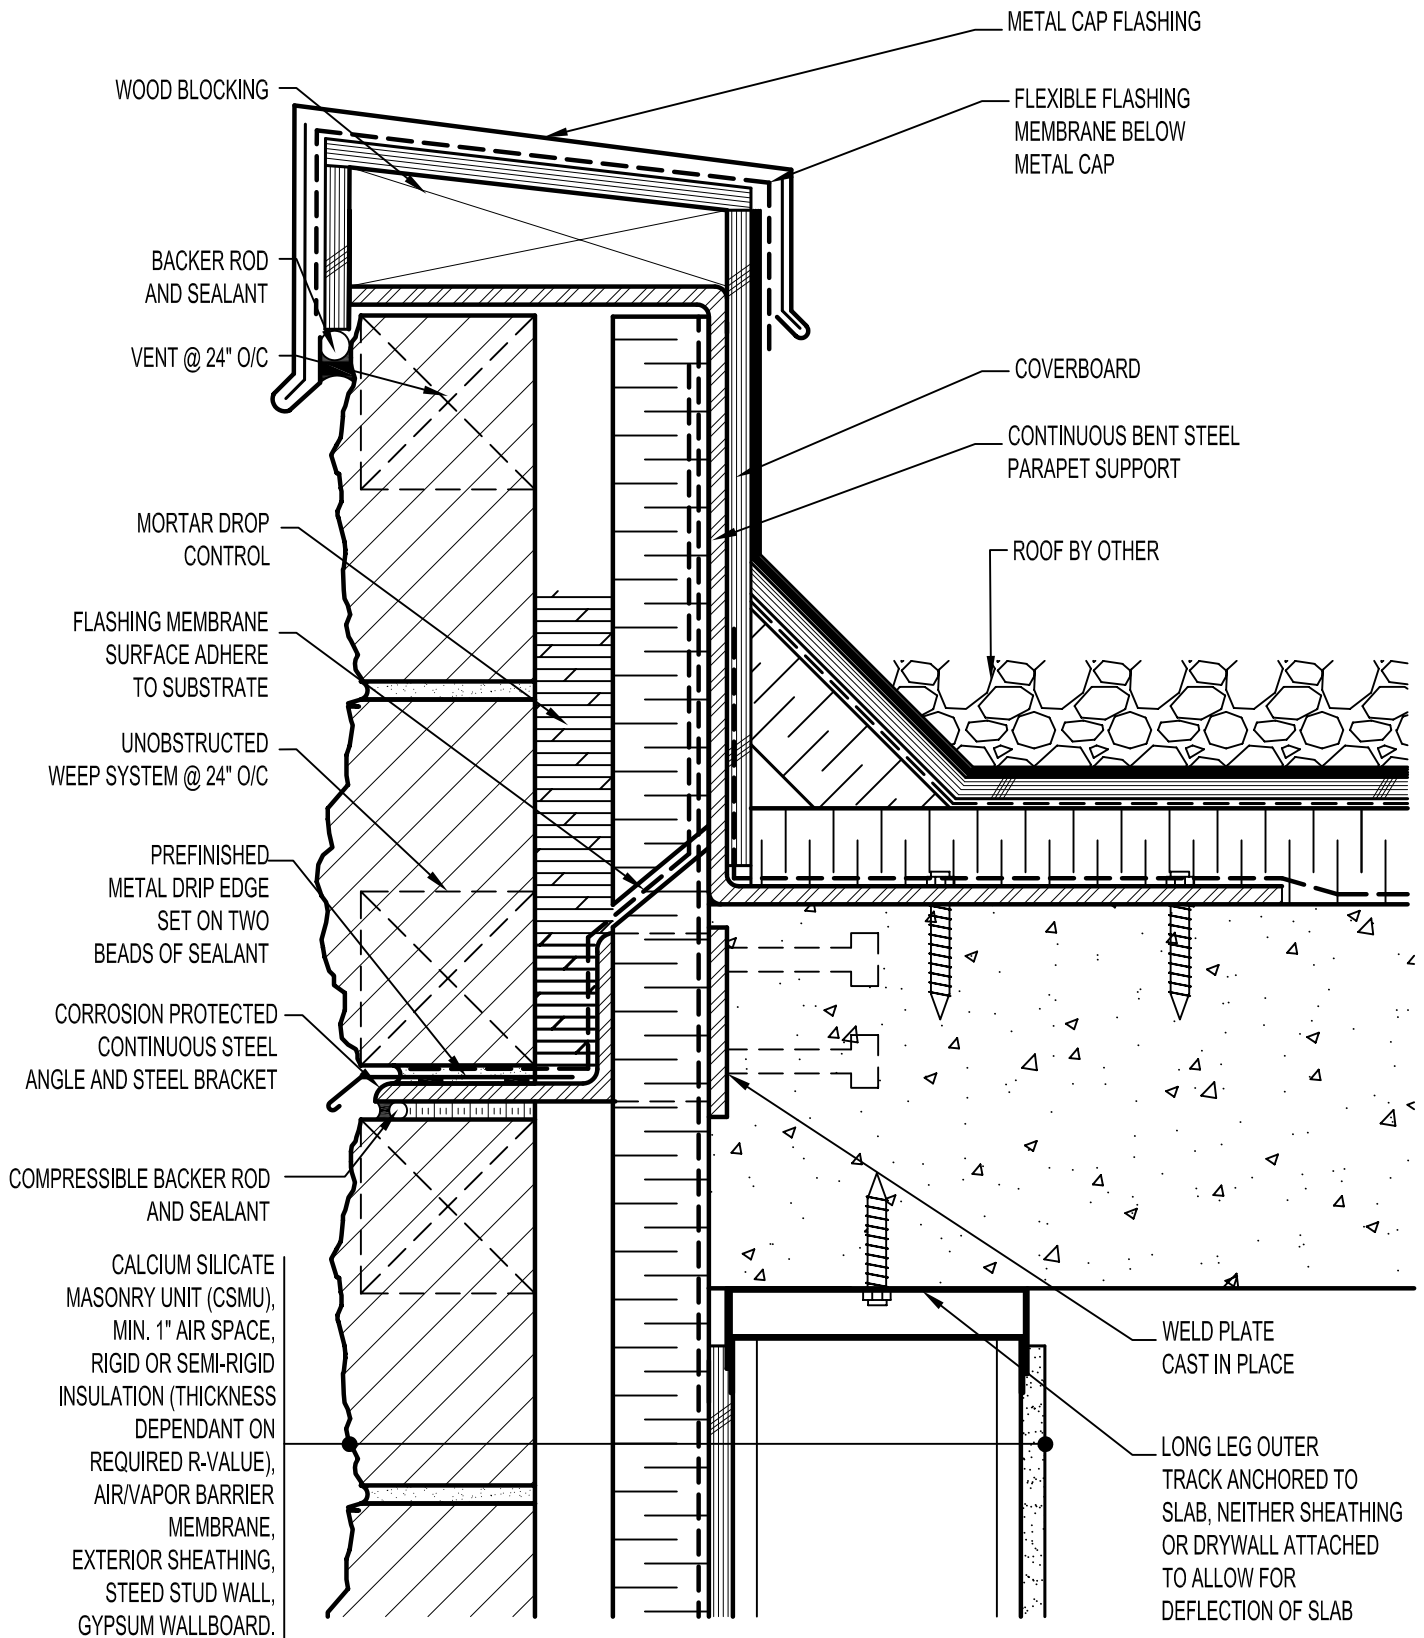 METAL CAP FLASHING
WOOD BLOCKING
FLEXIBLE FLASHING
MEMBRANE BELOW
METAL CAP
BACKER ROD
AND SEALANT
VENT @ 24" O/C
COVERBOARD
CONTINUOUS BENT STEEL
PARAPET SUPPORT
MORTAR DROP
CONTROL
ROOF BY OTHER
FLASHING MEMBRANE
SURFACE ADHERE
TO SUBSTRATE
UNOBSTRUCTED
WEEP SYSTEM @ 24" O/C
PREFINISHED
METAL DRIP EDGE
SET ON TWO
BEADS OF SEALANT
CORROSION PROTECTED
CONTINUOUS STEEL
ANGLE AND STEEL BRACKET
COMPRESSIBLE BACKER ROD
AND SEALANT
CALCIUM SILICATE
MASONRY UNIT (CSMU),
MIN. 1" AIR SPACE,
RIGID OR SEMI-RIGID
INSULATION (THICKNESS
DEPENDANT ON
REQUIRED R-VALUE),
AIR/VAPOR BARRIER
MEMBRANE,
EXTERIOR SHEATHING,
STEED STUD WALL,
GYPSUM WALLBOARD.
WELD PLATE
CAST IN PLACE
LONG LEG OUTER
TRACK ANCHORED TO
SLAB, NEITHER SHEATHING
OR DRYWALL ATTACHED
TO ALLOW FOR
DEFLECTION OF SLAB